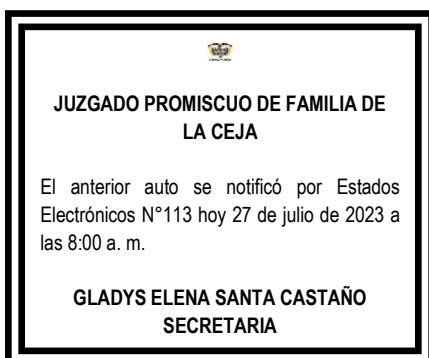 JUZGADO PROMISCUO DE FAMILIA DE
LA CEJA
El anterior auto se notificó por Estados
Electrónicos N°113 hoy 27 de julio de 2023 a
las 8:00 a. m.
GLADYS ELENA SANTA CASTAÑO
SECRETARIA